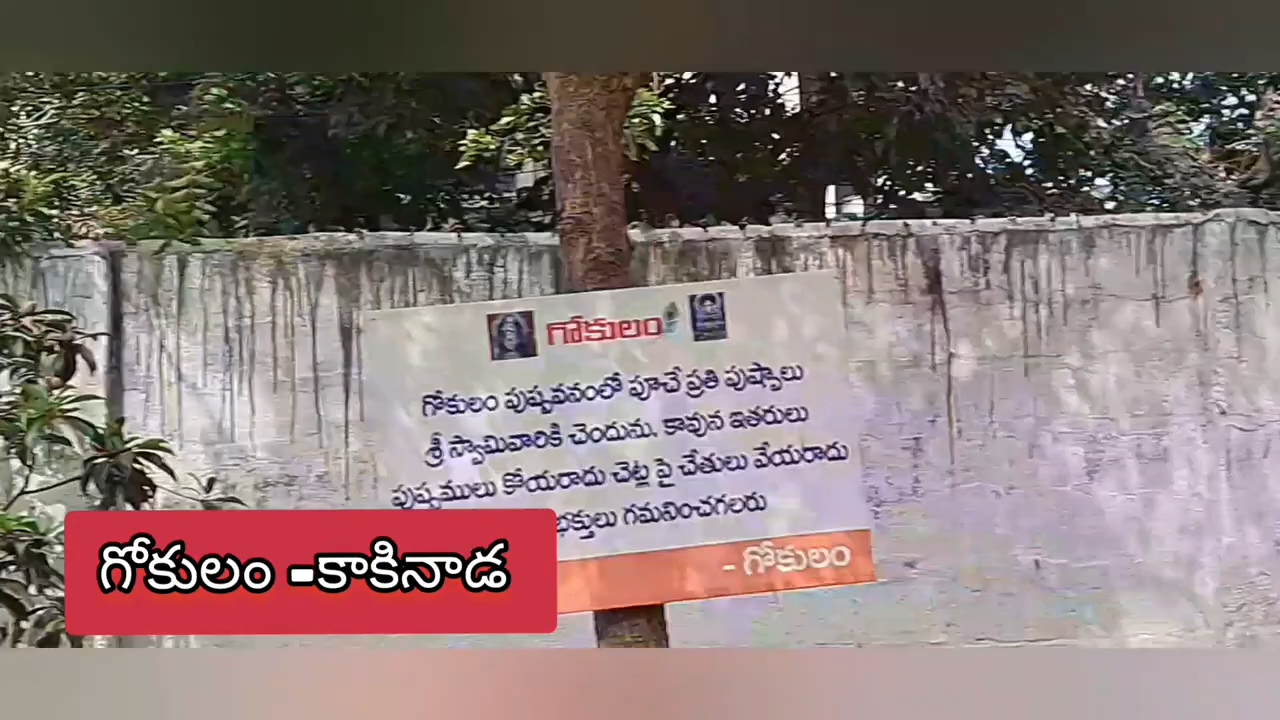 గోకులం
గోకులం పుష్పవనంలో పూచే ప్రతి పుష్పాలు
శ్రీ స్వామివారికి చెందును. కావున ఇతరులు
పుష్పములు కోయరాదు చెట్ల పై చేతులు వేయరాదు
భక్తులు గమనించగలరు
- గోకులం
గోకులం -కాకినాడ